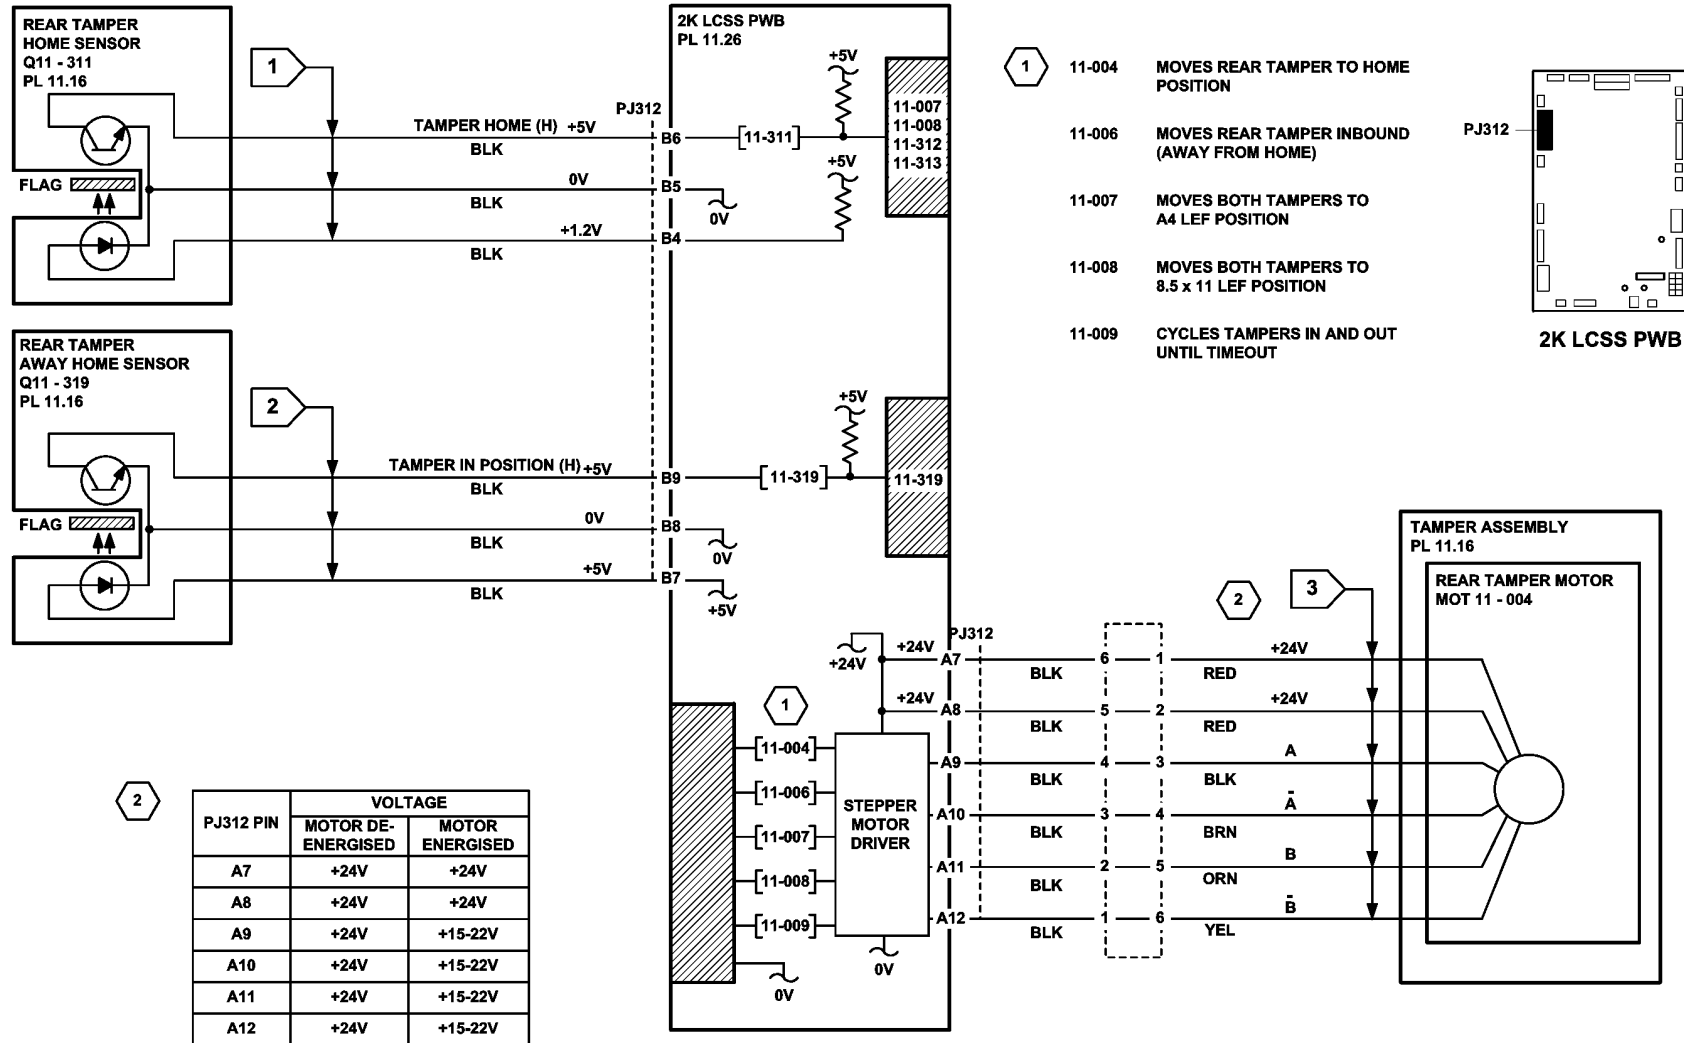 REAR TAMPER
HOME SENSOR
Q11 - 311
PL 11.16
FLAG
1
TAMPER HOME (H) +5V
BLK
0V
BLK
+1.2V
BLK
PJ312
B6
B5
B4
2K LCSS PWB
PL 11.26
+5V
[11-311]
+5V
0V
11-007
11-008
11-312
11-313
1
11-004 MOVES REAR TAMPER TO HOME
POSITION
11-006 MOVES REAR TAMPER INBOUND
(AWAY FROM HOME)
11-007 MOVES BOTH TAMPERS TO
A4 LEF POSITION
11-008 MOVES BOTH TAMPERS TO
8.5 x 11 LEF POSITION
11-009 CYCLES TAMPERS IN AND OUT
UNTIL TIMEOUT
PJ312
2K LCSS PWB
REAR TAMPER
AWAY HOME SENSOR
Q11 - 319
PL 11.16
FLAG
2
TAMPER IN POSITION (H) +5V
BLK
0V
BLK
+5V
BLK
B9
B8
B7
+5V
[11-319]
11-319
0V
+5V
+24V
1
[11-004]
[11-006]
[11-007]
[11-008]
[11-009]
0V
STEPPER
MOTOR
DRIVER
0V
PJ312
+24V A7 BLK 6 1 RED +24V
+24V A8 BLK 5 2 RED +24V
A9 BLK 4 3 BLK A
A10 BLK 3 4 BRN Ā
A11 BLK 2 5 ORN B
A12 BLK 1 6 YEL B̄
2
3
TAMPER ASSEMBLY
PL 11.16
REAR TAMPER MOTOR
MOT 11 - 004
2
PJ312 PIN VOLTAGE
MOTOR DE-
ENERGISED
MOTOR
ENERGISED
A7 +24V +24V
A8 +24V +24V
A9 +24V +15-22V
A10 +24V +15-22V
A11 +24V +15-22V
A12 +24V +15-22V